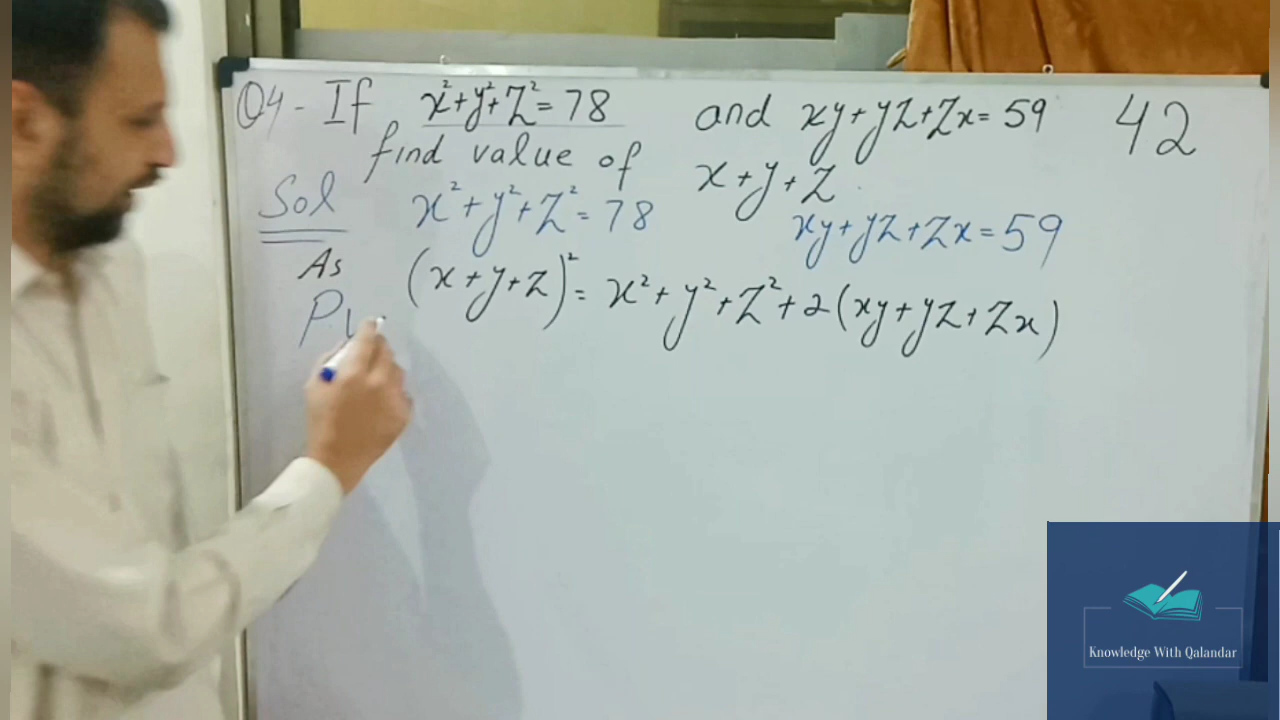 Q4 - If x²+y²+z²=78 and xy+yz+zx=59 42
find value of x+y+z.
Sol x²+y²+z²=78 xy+yz+zx=59
As (x+y+z)²=x²+y²+z²+2(xy+yz+zx)
Knowledge With Qalandar